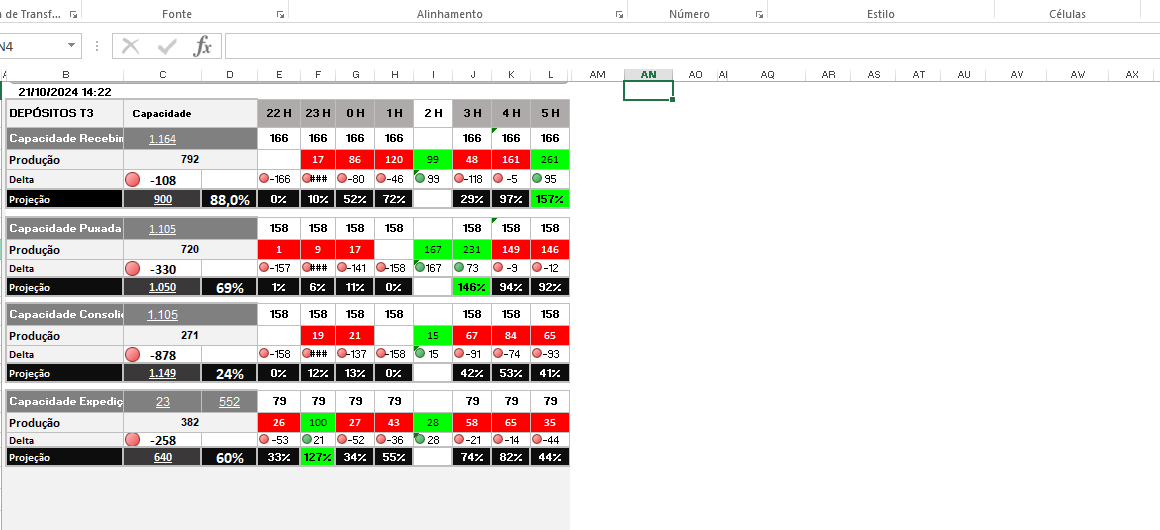 de Transf...
Fonte
Alinhamento
Número
Estilo
Células
N4
fx
A B C D E F G H I J K L AM AN AO AI AQ AR AS AT AU AV AW AX
21/10/2024 14:22
DEPÓSITOS T3 Capacidade 22 H 23 H 0 H 1 H 2 H 3 H 4 H 5 H
Capacidade Recebin 1.164 166 166 166 166 166 166 166
Produção 792 17 86 120 99 48 161 261
Delta -108 -166 ### -80 -46 99 -118 -5 95
Projeção 900 88,0% 0% 10% 52% 72% 29% 97% 157%
Capacidade Puxada 1.105 158 158 158 158 158 158 158
Produção 720 1 9 17 167 231 149 146
Delta -330 -157 ### -141 -158 167 73 -9 -12
Projeção 1.050 69% 1% 6% 11% 0% 146% 94% 92%
Capacidade Consolid 1.105 158 158 158 158 158 158 158
Produção 271 19 21 15 67 84 65
Delta -878 -158 ### -137 -158 15 -91 -74 -93
Projeção 1.149 24% 0% 12% 13% 0% 42% 53% 41%
Capacidade Expediç 23 552 79 79 79 79 79 79 79
Produção 382 26 100 27 43 28 58 65 35
Delta -258 -53 21 -52 -36 28 -21 -14 -44
Projeção 640 60% 33% 127% 34% 55% 74% 82% 44%